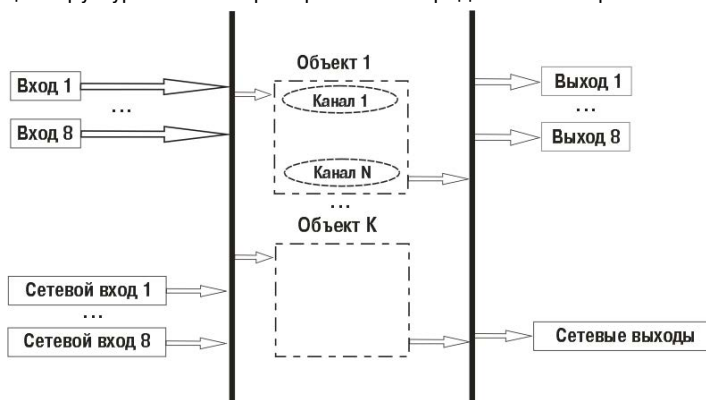 Объект 1
Вход 1
Канал 1
Выход 1
...
...
Вход 8
Выход 8
Канал N
...
Объект K
Сетевой вход 1
...
Сетевой вход 8
Сетевые выходы